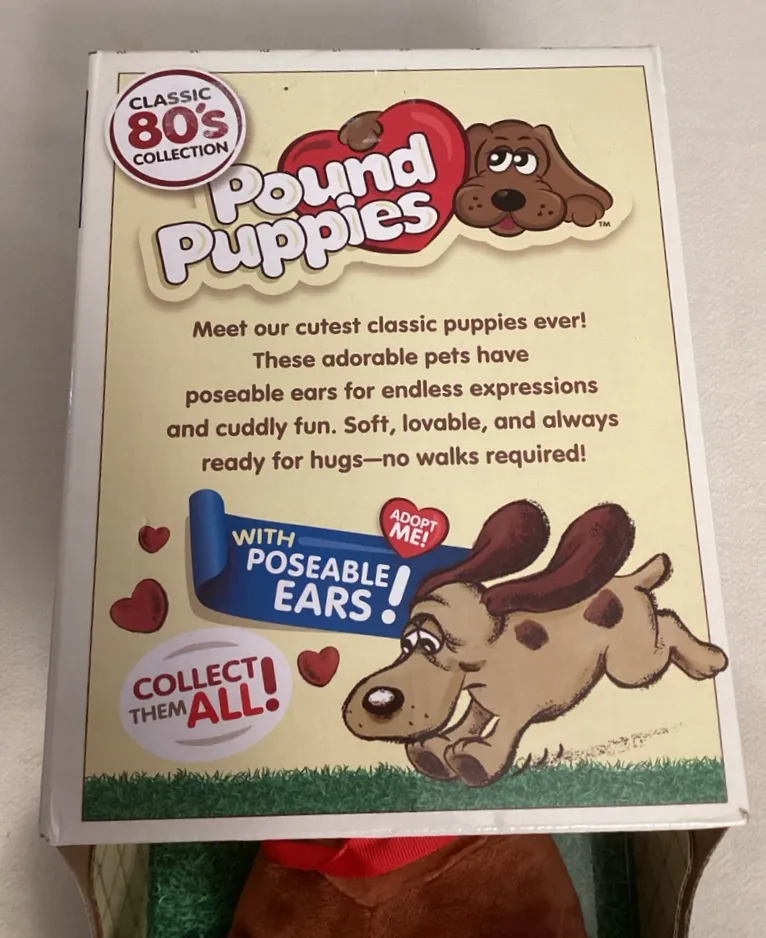 CLASSIC
80's
COLLECTION
Pound
Puppies
TM
Meet our cutest classic puppies ever!
These adorable pets have
poseable ears for endless expressions
and cuddly fun. Soft, lovable, and always
ready for hugs—no walks required!
ADOPT
ME!
WITH
POSEABLE
EARS!
COLLECT
THEM ALL!